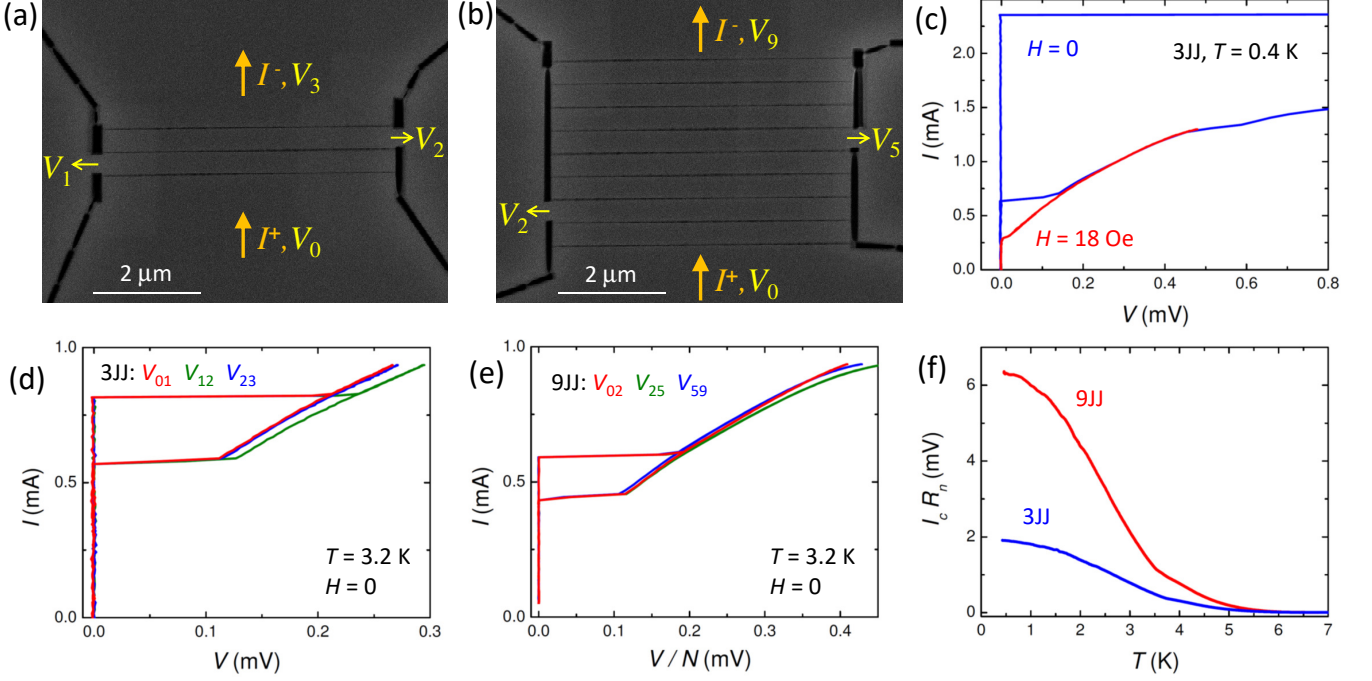 (a)
I⁻, V₃
V₂
V₁
I⁺, V₀
2 μm
(b)
I⁻, V₉
V₅
V₂
I⁺, V₀
2 μm
(c)
H = 0
3JJ, T = 0.4 K
H = 18 Oe
2.0
1.5
1.0
0.5
0.0
I (mA)
0.0 0.2 0.4 0.6 0.8
V (mV)
(d)
3JJ: V₀₁ V₁₂ V₂₃
T = 3.2 K
H = 0
1.0
0.5
0.0
I (mA)
0.0 0.1 0.2 0.3
V (mV)
(e)
9JJ: V₀₂ V₂₅ V₅₉
T = 3.2 K
H = 0
1.0
0.5
0.0
I (mA)
0.0 0.1 0.2 0.3 0.4
V / N (mV)
(f)
9JJ
3JJ
6
4
2
0
I_c R_n (mV)
0 1 2 3 4 5 6 7
T (K)